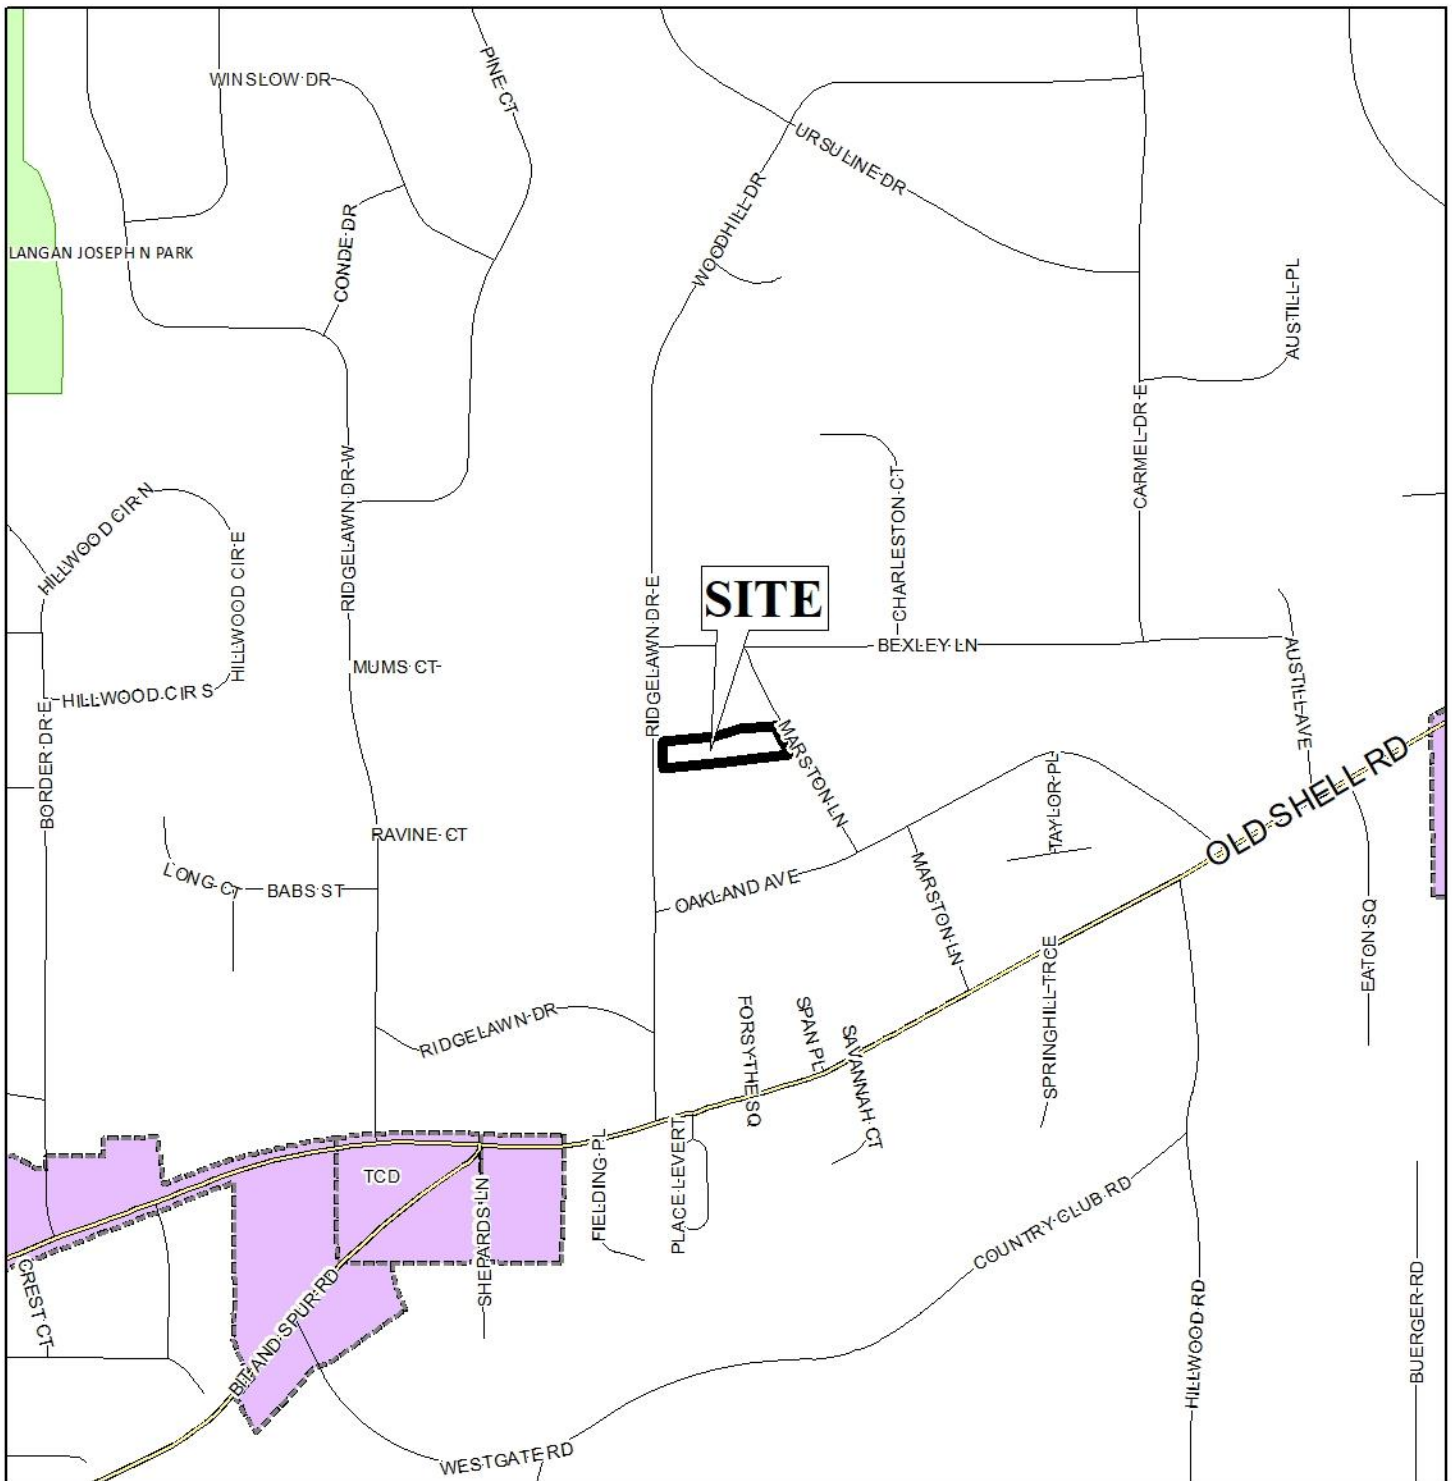 WINSLOW DR
PINE CT
URSULINE DR
WOODHILL DR
CONDE DR
LANGAN JOSEPH N PARK
AUSTILL PL
CARMEL DR E
CHARLESTON CT
RIDGELAWN DR W
HILLWOOD CIR N
HILLWOOD CIR E
RIDGELAWN DR E
SITE
BEXLEY LN
MUMS CT
HILLWOOD CIR S
AUSTILL AVE
BORDER DR E
MARSTON LN
OLD SHELL RD
TAYLOR PL
RAVINE CT
LONG CT
BABS ST
OAKLAND AVE
MARSTON LN
EATON SQ
SPRINGHILL TRCE
RIDGELAWN DR
FORSYTHE SQ
SPAN PL
SAVANNAH CT
TCD
FIELDING PL
PLACE LEVERT
SHEPARDS LN
COUNTRY CLUB RD
CREST CT
BIT AND SPUR RD
HILLWOOD RD
BUERGER RD
WESTGATE RD